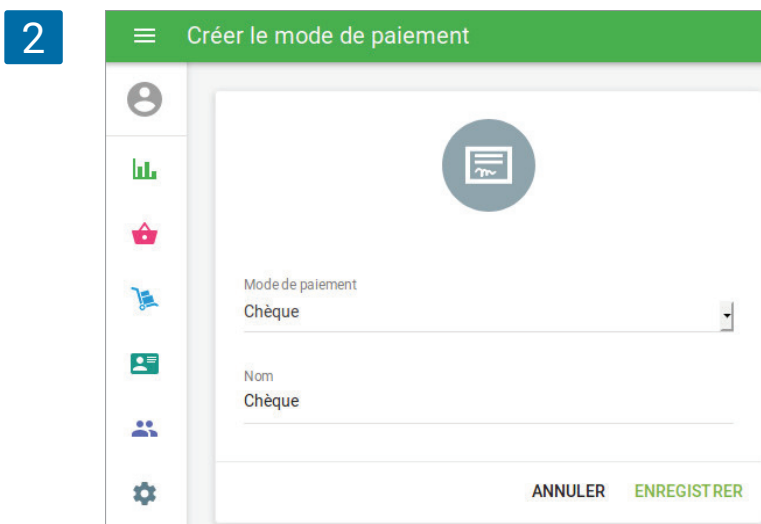 2
Créer le mode de paiement
Mode de paiement
Chèque
Nom
Chèque
ANNULER ENREGISTRER